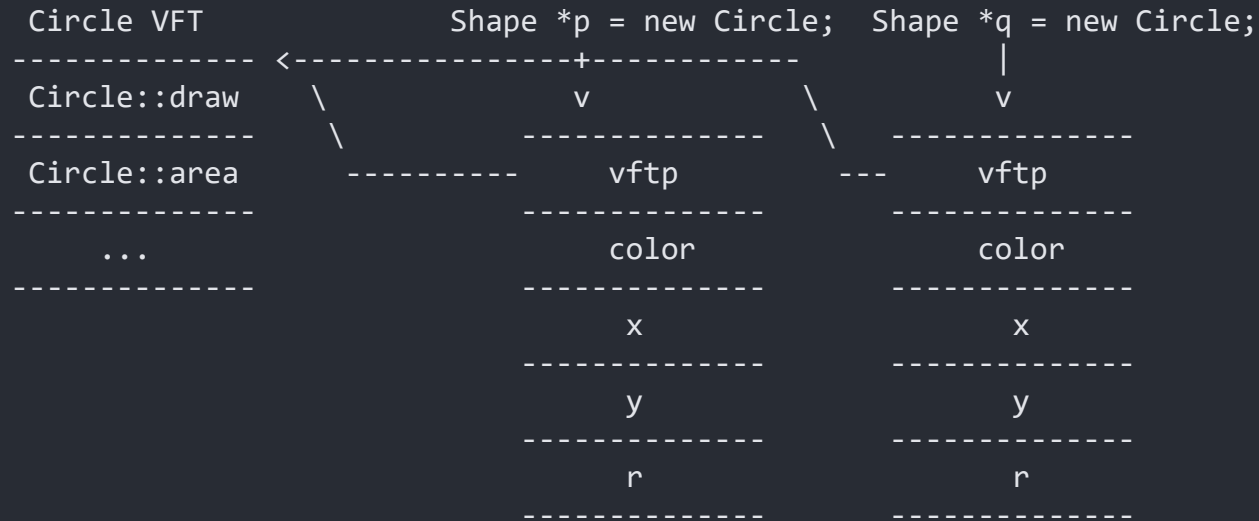 Circle VFT Shape *p = new Circle; Shape *q = new Circle;
-------------- <----------------+------------ |
Circle::draw \ v \ v
-------------- \ -------------- \ --------------
Circle::area ---------- vftp --- vftp
-------------- -------------- --------------
... color color
-------------- -------------- --------------
x x
-------------- --------------
y y
-------------- --------------
r r
-------------- --------------